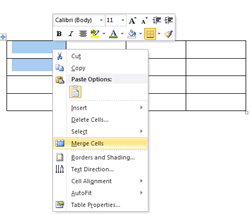 Calibri (Body) 11 A A
B I U A
Cut
Copy
Paste Options:
Insert
Delete Cells...
Select
Merge Cells
Borders and Shading...
Text Direction...
Cell Alignment
AutoFit
Table Properties...